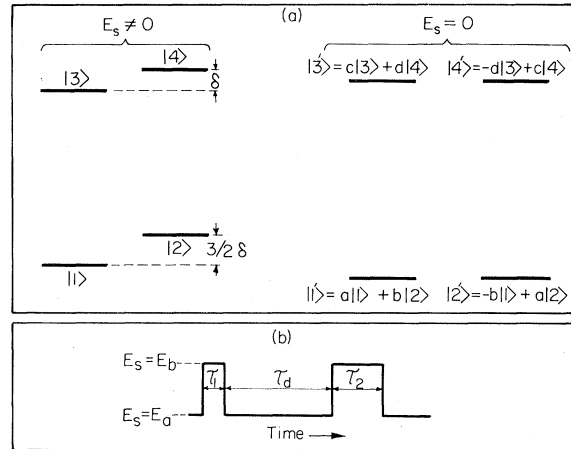 (a)
E_s ≠ 0
E_s = 0
|3⟩
|4⟩
δ
|3'⟩=c|3⟩+d|4⟩
|4'⟩=-d|3⟩+c|4⟩
|1⟩
|2⟩
3/2 δ
|1'⟩=a|1⟩ + b|2⟩
|2'⟩=-b|1⟩ + a|2⟩
(b)
E_s=E_b
τ_1
τ_d
τ_2
E_s=E_a
Time